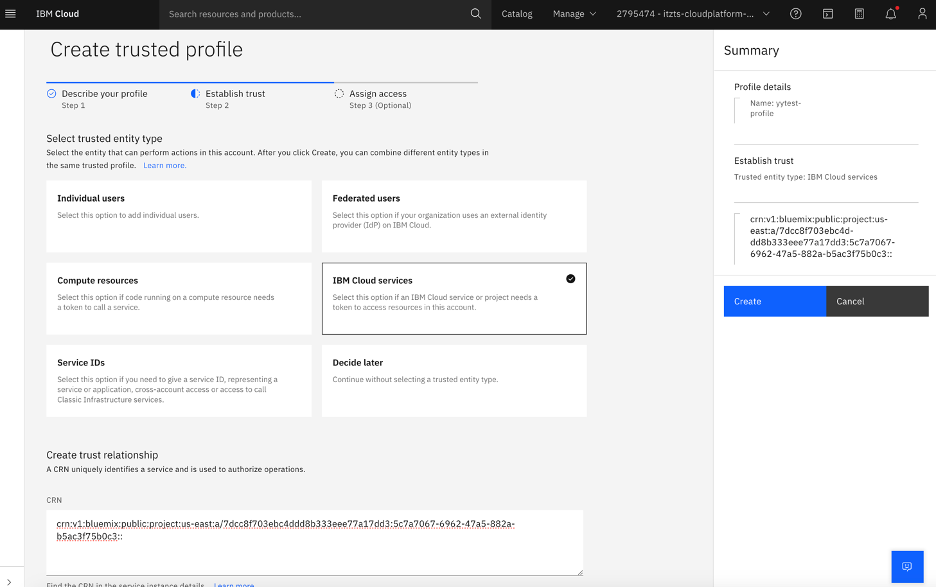 IBM Cloud
Search resources and products...
Catalog
Manage
2795474 - itzts-cloudplatform-...
Create trusted profile
Describe your profile
Step 1
Establish trust
Step 2
Assign access
Step 3 (Optional)
Select trusted entity type
Select the entity that can perform actions in this account. After you click Create, you can combine different entity types in
the same trusted profile. Learn more.
Individual users
Select this option to add individual users.
Federated users
Select this option if your organization uses an external identity
provider (IdP) on IBM Cloud.
Compute resources
Select this option if code running on a compute resource needs
a token to call a service.
IBM Cloud services
Select this option if an IBM Cloud service or project needs a
token to access resources in this account.
Service IDs
Select this option if you need to give a service ID, representing a
service or application, cross-account access or access to call
Classic Infrastructure services.
Decide later
Continue without selecting a trusted entity type.
Create trust relationship
A CRN uniquely identifies a service and is used to authorize operations.
CRN
crn:v1:bluemix:public:project:us-east:a/7dcc8f703ebc4ddd8b333eee77a17dd3:5c7a7067-6962-47a5-882a-
b5ac3f75b0c3::
Find the CRN in the service instance details. Learn more
Summary
Profile details
Name: yytest-
profile
Establish trust
Trusted entity type: IBM Cloud services
crn:v1:bluemix:public:project:us-
east:a/7dcc8f703ebc4d-
dd8b333eee77a17dd3:5c7a7067-
6962-47a5-882a-b5ac3f75b0c3::
Create
Cancel